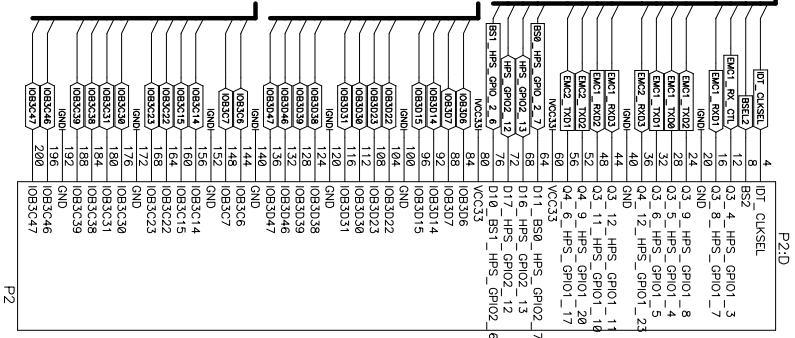 P2:D
IDT_CLKSEL 4 IDT_CLKSEL
BSEL2 8 BS2
EMC1_RX_CTL 12 Q3_4_HPS_GPIO1_3
EMC1_RXD1 16 Q3_8_HPS_GPIO1_7
GND 20 GND
EMC1_TXD2 24 Q3_9_HPS_GPIO1_8
EMC1_TXD0 28 Q3_5_HPS_GPIO1_4
EMC1_TXD1 32 Q3_6_HPS_GPIO1_5
EMC2_RXD3 36 Q4_12_HPS_GPIO1_23
GND 40 GND
EMC1_RXD3 44 Q3_12_HPS_GPIO1_11
EMC1_RXD2 48 Q3_11_HPS_GPIO1_10
EMC2_TXD2 52 Q4_9_HPS_GPIO1_20
EMC2_TXD1 56 Q4_6_HPS_GPIO1_17
VCC33 60 VCC33
BS0_HPS_GPIO_2_7 64 D11_BS0_HPS_GPIO2_7
HPS_GPIO2_13 68 D16_HPS_GPIO2_13
HPS_GPIO2_12 72 D17_HPS_GPIO2_12
BS1_HPS_GPIO_2_6 76 D10_BS1_HPS_GPIO2_6
VCC33 80 VCC33
IOB3D6 84 IOB3D6
IOB3D7 88 IOB3D7
IOB3D14 92 IOB3D14
IOB3D15 96 IOB3D15
GND 100 GND
IOB3D22 104 IOB3D22
IOB3D23 108 IOB3D23
IOB3D30 112 IOB3D30
IOB3D31 116 IOB3D31
GND 120 GND
IOB3D38 124 IOB3D38
IOB3D39 128 IOB3D39
IOB3D46 132 IOB3D46
IOB3D47 136 IOB3D47
GND 140 GND
IOB3C6 144 IOB3C6
IOB3C7 148 IOB3C7
GND 152 GND
IOB3C14 156 IOB3C14
IOB3C15 160 IOB3C15
IOB3C22 164 IOB3C22
IOB3C23 168 IOB3C23
GND 172 GND
IOB3C30 176 IOB3C30
IOB3C31 180 IOB3C31
IOB3C38 184 IOB3C38
IOB3C39 188 IOB3C39
GND 192 GND
IOB3C46 196 IOB3C46
IOB3C47 200 IOB3C47
P2